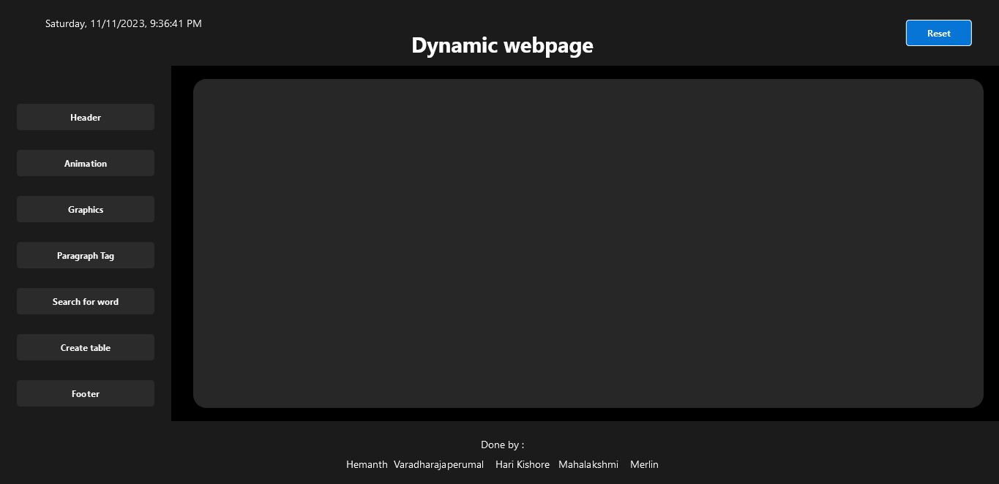 Saturday, 11/11/2023, 9:36:41 PM
Dynamic webpage
Reset
Header
Animation
Graphics
Paragraph Tag
Search for word
Create table
Footer
Done by :
Hemanth Varadharajaperumal Hari Kishore Mahalakshmi Merlin